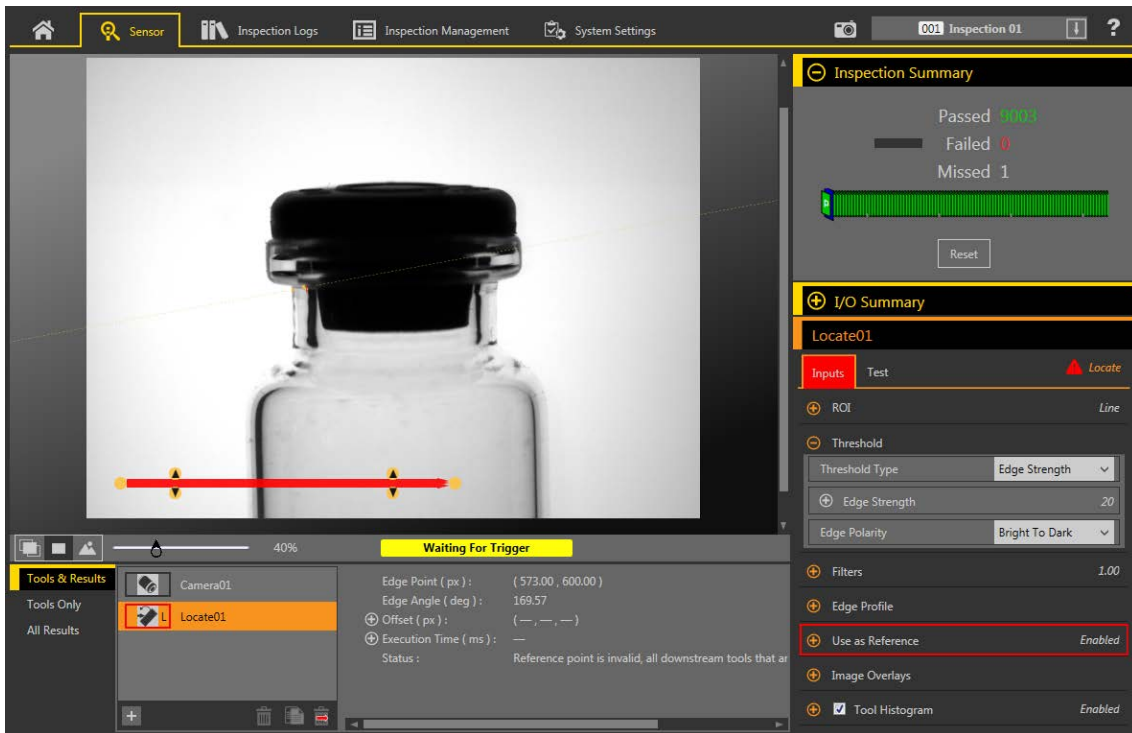 Sensor
Inspection Logs
Inspection Management
System Settings
001 Inspection 01
?
Inspection Summary
Passed 9003
Failed 0
Missed 1
P
Reset
I/O Summary
Locate01
Inputs
Test
Locate
ROI
Line
Threshold
Threshold Type
Edge Strength
Edge Strength
20
Edge Polarity
Bright To Dark
Filters
1.00
Edge Profile
Use as Reference
Enabled
Image Overlays
Tool Histogram
Enabled
40%
Waiting For Trigger
Tools & Results
Tools Only
All Results
Camera01
L Locate01
Edge Point ( px ) : ( 573.00 , 600.00 )
Edge Angle ( deg ) : 169.57
Offset ( px ) : ( — , — , — )
Execution Time ( ms ) : —
Status : Reference point is invalid, all downstream tools that ar